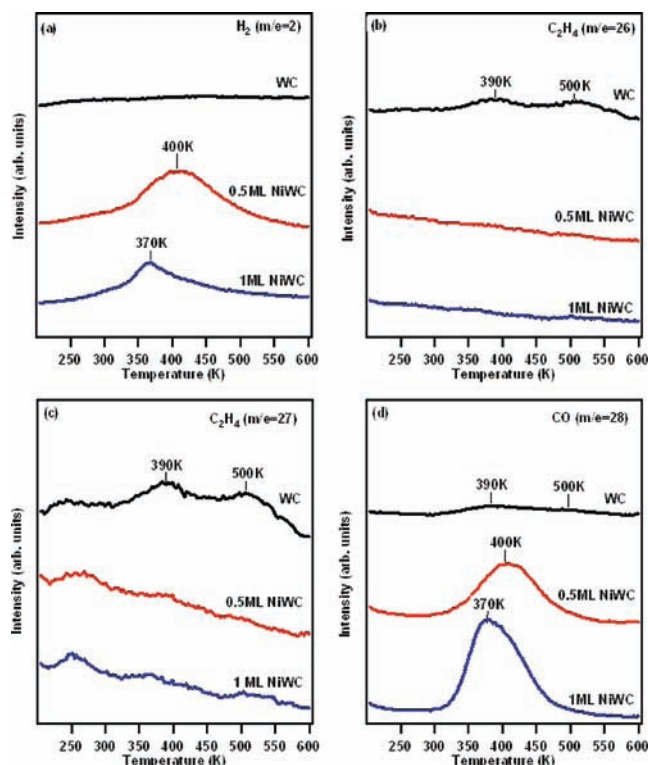 (a) H2 (m/e=2)
WC
400K
0.5ML NiWC
370K
1ML NiWC
Intensity (arb. units)
250 300 350 400 450 500 550 600
Temperature (K)
(b) C2H4 (m/e=26)
390K 500K
WC
0.5ML NiWC
1ML NiWC
Intensity (arb. units)
250 300 350 400 450 500 550 600
Temperature (K)
(c) C2H4 (m/e=27)
390K 500K
WC
0.5ML NiWC
1 ML NiWC
Intensity (arb. units)
250 300 350 400 450 500 550 600
Temperature (K)
(d) CO (m/e=28)
390K 500K
WC
400K
0.5ML NiWC
370K
1ML NiWC
Intensity (arb. units)
250 300 350 400 450 500 550 600
Temperature (K)